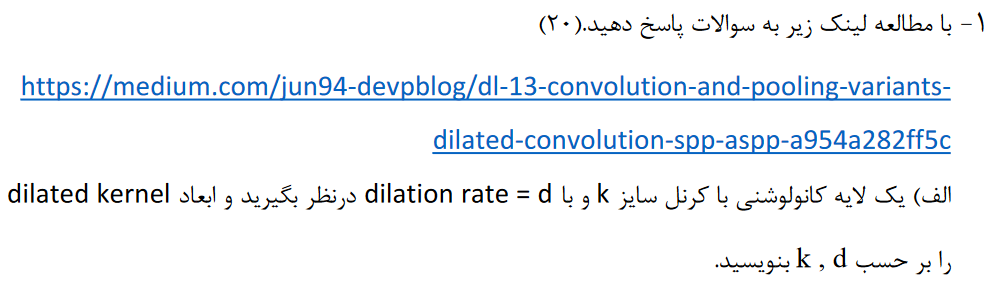 ۱- با مطالعه لینک زیر به سوالات پاسخ دهید.(۲۰)
https://medium.com/jun94-devpblog/dl-13-convolution-and-pooling-variants-
dilated-convolution-spp-aspp-a954a282ff5c
الف) یک لایه کانولوشنی با کرنل سایز k و با dilation rate = d درنظر بگیرید و ابعاد dilated kernel
را بر حسب k , d بنویسید.